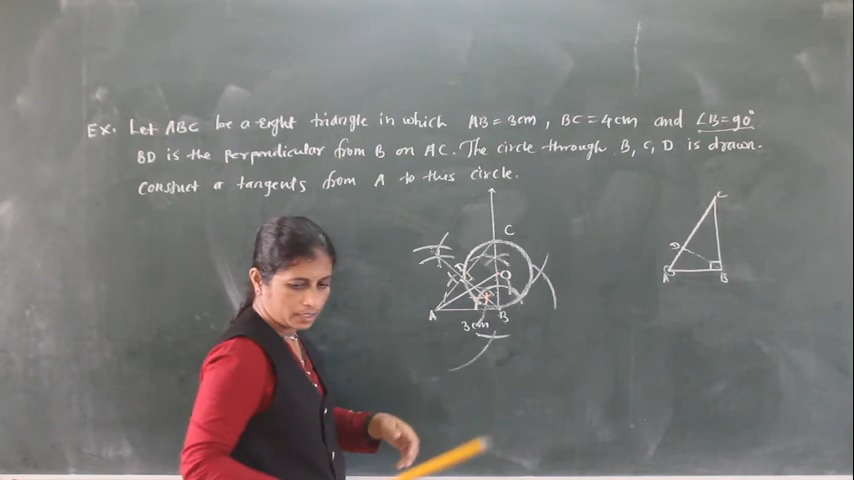 Ex. Let ABC be a right triangle in which AB = 3cm, BC = 4cm and ∠B = 90°
BD is the perpendicular from B on AC. The circle through B, C, D is drawn.
Construct a tangents from A to this circle.
C
D
O
A
B
3cm
C
D
A
B